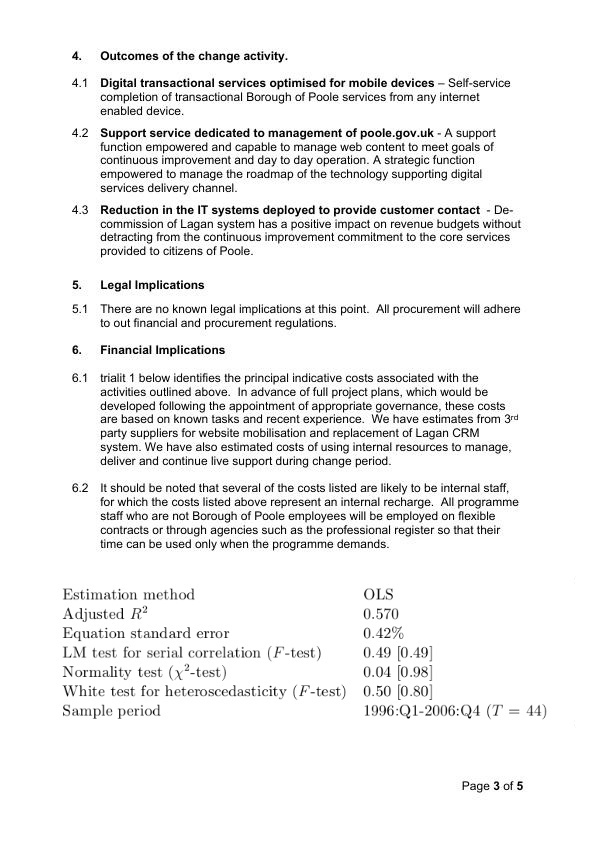 4. Outcomes of the change activity.
4.1 Digital transactional services optimised for mobile devices – Self-service
completion of transactional Borough of Poole services from any internet
enabled device.
4.2 Support service dedicated to management of poole.gov.uk - A support
function empowered and capable to manage web content to meet goals of
continuous improvement and day to day operation. A strategic function
empowered to manage the roadmap of the technology supporting digital
services delivery channel.
4.3 Reduction in the IT systems deployed to provide customer contact - De-
commission of Lagan system has a positive impact on revenue budgets without
detracting from the continuous improvement commitment to the core services
provided to citizens of Poole.
5. Legal Implications
5.1 There are no known legal implications at this point. All procurement will adhere
to out financial and procurement regulations.
6. Financial Implications
6.1 trialit 1 below identifies the principal indicative costs associated with the
activities outlined above. In advance of full project plans, which would be
developed following the appointment of appropriate governance, these costs
are based on known tasks and recent experience. We have estimates from 3rd
party suppliers for website mobilisation and replacement of Lagan CRM
system. We have also estimated costs of using internal resources to manage,
deliver and continue live support during change period.
6.2 It should be noted that several of the costs listed are likely to be internal staff,
for which the costs listed above represent an internal recharge. All programme
staff who are not Borough of Poole employees will be employed on flexible
contracts or through agencies such as the professional register so that their
time can be used only when the programme demands.
Estimation method OLS
Adjusted R² 0.570
Equation standard error 0.42%
LM test for serial correlation (F-test) 0.49 [0.49]
Normality test (χ²-test) 0.04 [0.98]
White test for heteroscedasticity (F-test) 0.50 [0.80]
Sample period 1996:Q1-2006:Q4 (T = 44)
Page 3 of 5